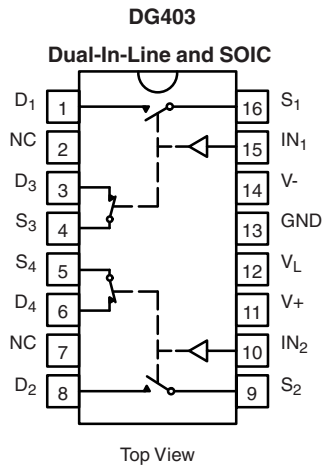 DG403
Dual-In-Line and SOIC
D1 1 16 S1
NC 2 15 IN1
D3 3 14 V-
S3 4 13 GND
S4 5 12 VL
D4 6 11 V+
NC 7 10 IN2
D2 8 9 S2
Top View